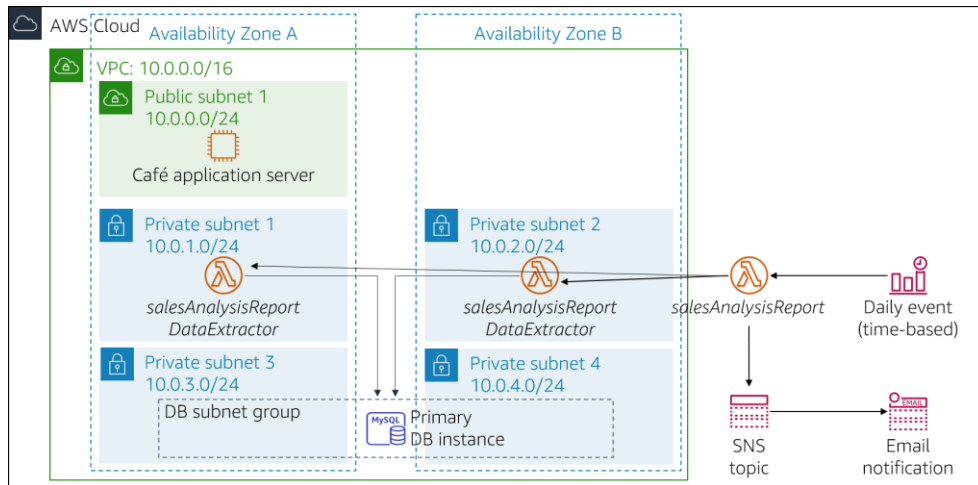 AWS Cloud
Availability Zone A
Availability Zone B
VPC: 10.0.0.0/16
Public subnet 1
10.0.0.0/24
Café application server
Private subnet 1
10.0.1.0/24
salesAnalysisReport
DataExtractor
Private subnet 2
10.0.2.0/24
salesAnalysisReport
DataExtractor
salesAnalysisReport
Daily event
(time-based)
Private subnet 3
10.0.3.0/24
Private subnet 4
10.0.4.0/24
DB subnet group
MySQL
Primary
DB instance
SNS
topic
EMAIL
Email
notification